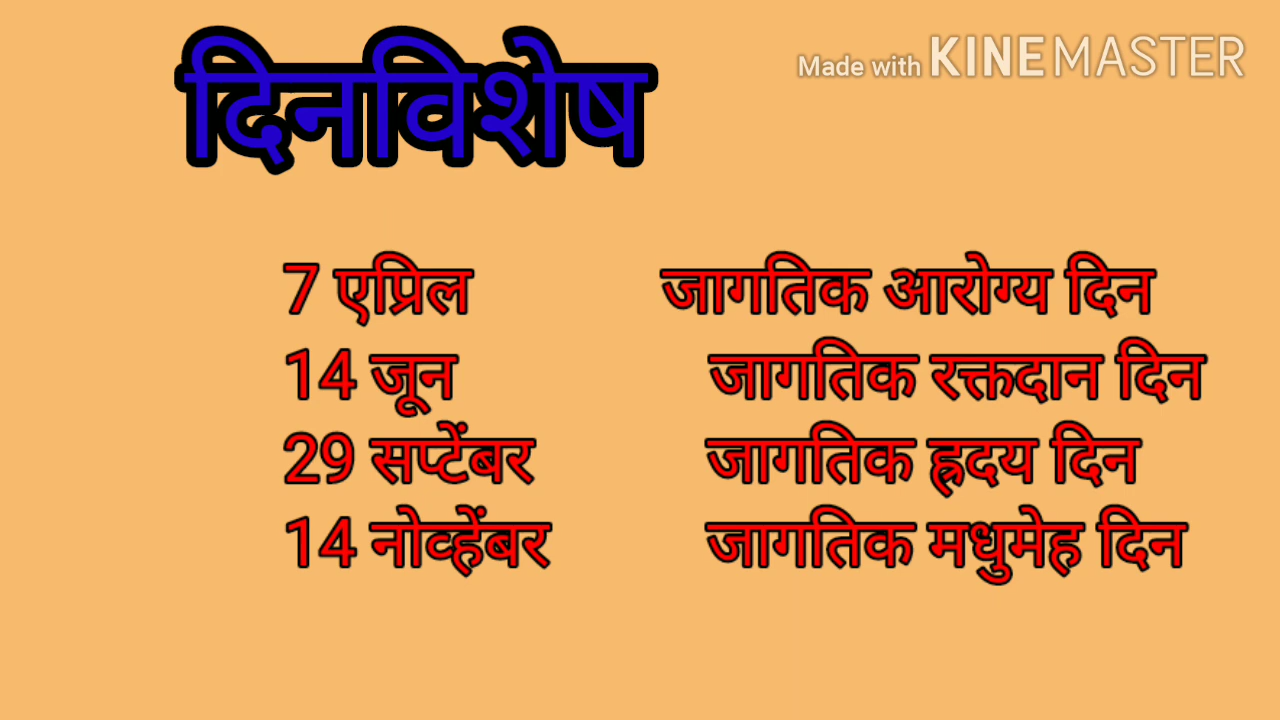 दिनविशेष
Made with KINEMASTER
7 एप्रिल जागतिक आरोग्य दिन
14 जून जागतिक रक्तदान दिन
29 सप्टेंबर जागतिक ह्रदय दिन
14 नोव्हेंबर जागतिक मधुमेह दिन